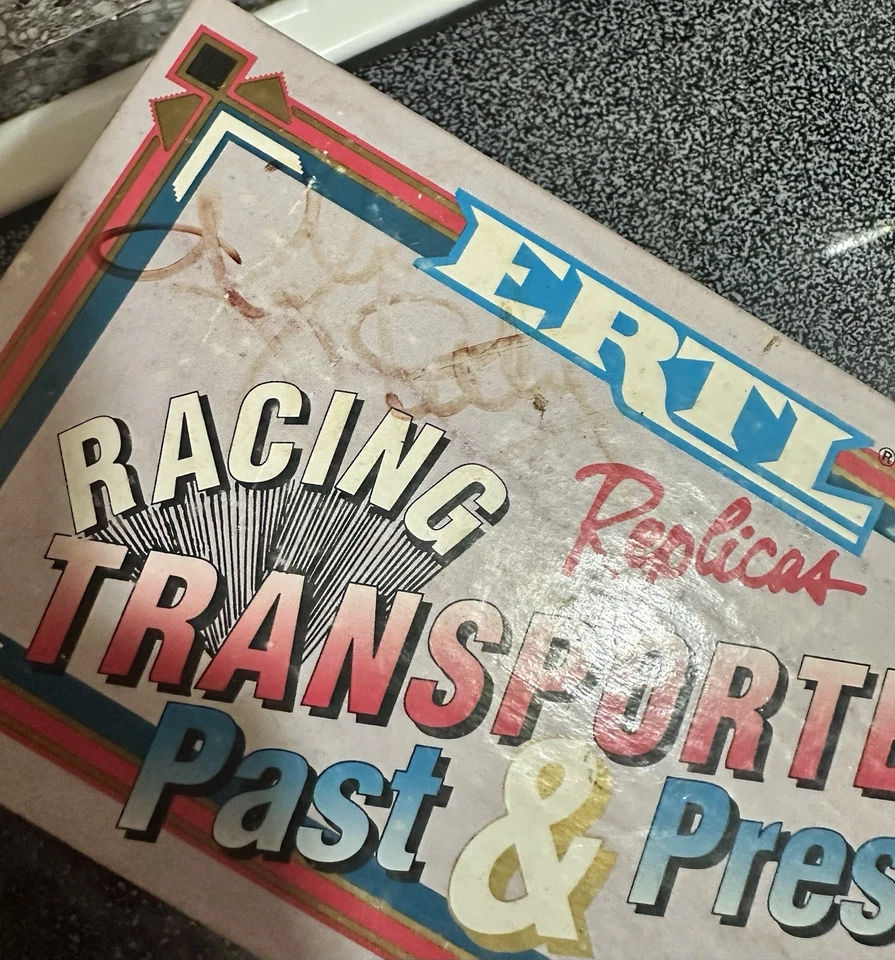 ERTL®
Replicas
RACING
TRANSPORTE
Past & Pres